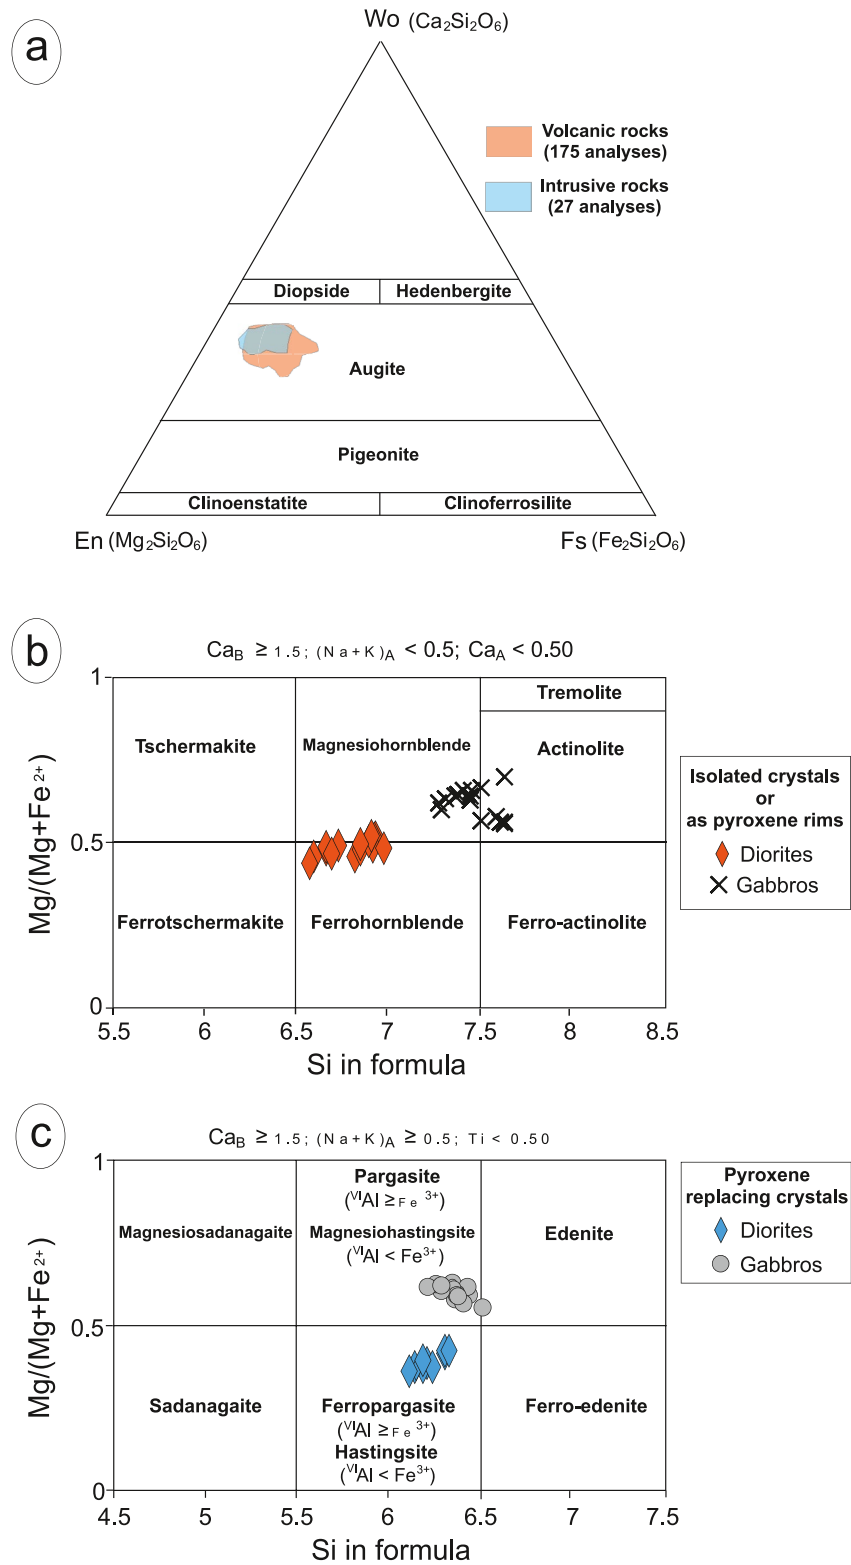 a
Wo (Ca₂Si₂O₆)
Volcanic rocks
(175 analyses)
Intrusive rocks
(27 analyses)
Diopside Hedenbergite
Augite
Pigeonite
Clinoenstatite Clinoferrosilite
En (Mg₂Si₂O₆) Fs (Fe₂Si₂O₆)
b
Ca_B ≥ 1.5; (Na+K)_A < 0.5; Ca_A < 0.50
Mg/(Mg+Fe²⁺)
1
0.5
0
Tremolite
Tschermakite Magnesiohornblende Actinolite
Ferrotschermakite Ferrohornblende Ferro-actinolite
5.5 6 6.5 7 7.5 8 8.5
Si in formula
Isolated crystals
or
as pyroxene rims
Diorites
Gabbros
c
Ca_B ≥ 1.5; (Na+K)_A ≥ 0.5; Ti < 0.50
Mg/(Mg+Fe²⁺)
1
0.5
0
Pargasite
(ⱽᴵAl ≥ Fe³⁺)
Magnesiosadanagaite Magnesiohastingsite Edenite
(ⱽᴵAl < Fe³⁺)
Sadanagaite Ferropargasite Ferro-edenite
(ⱽᴵAl ≥ Fe³⁺)
Hastingsite
(ⱽᴵAl < Fe³⁺)
4.5 5 5.5 6 6.5 7 7.5
Si in formula
Pyroxene
replacing crystals
Diorites
Gabbros